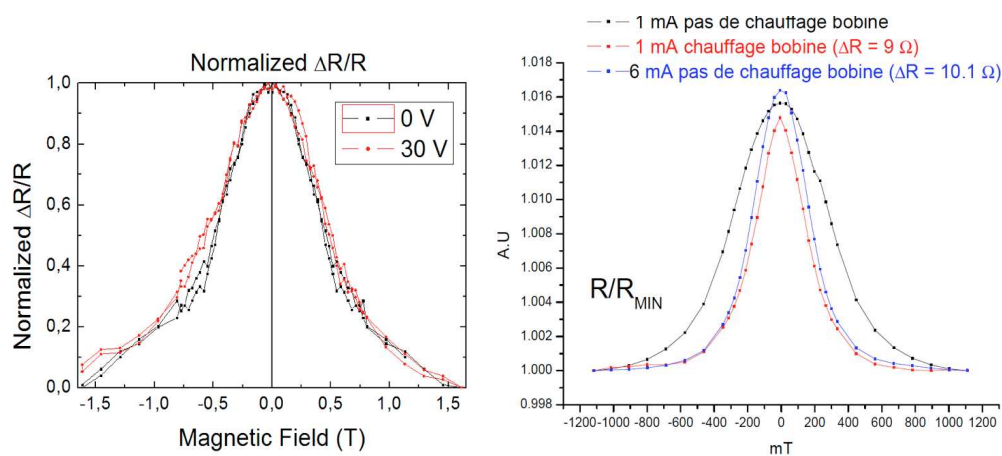 Normalized ΔR/R
Normalized ΔR/R
1,0
0,8
0,6
0,4
0,2
0,0
0 V
30 V
-1,5
-1,0
-0,5
0,0
0,5
1,0
1,5
Magnetic Field (T)
1 mA pas de chauffage bobine
1 mA chauffage bobine (ΔR = 9 Ω)
6 mA pas de chauffage bobine (ΔR = 10.1 Ω)
A.U
1.018
1.016
1.014
1.012
1.010
1.008
1.006
1.004
1.002
1.000
0.998
R/RMIN
-1200 -1000 -800 -600 -400 -200 0 200 400 600 800 1000 1200
mT